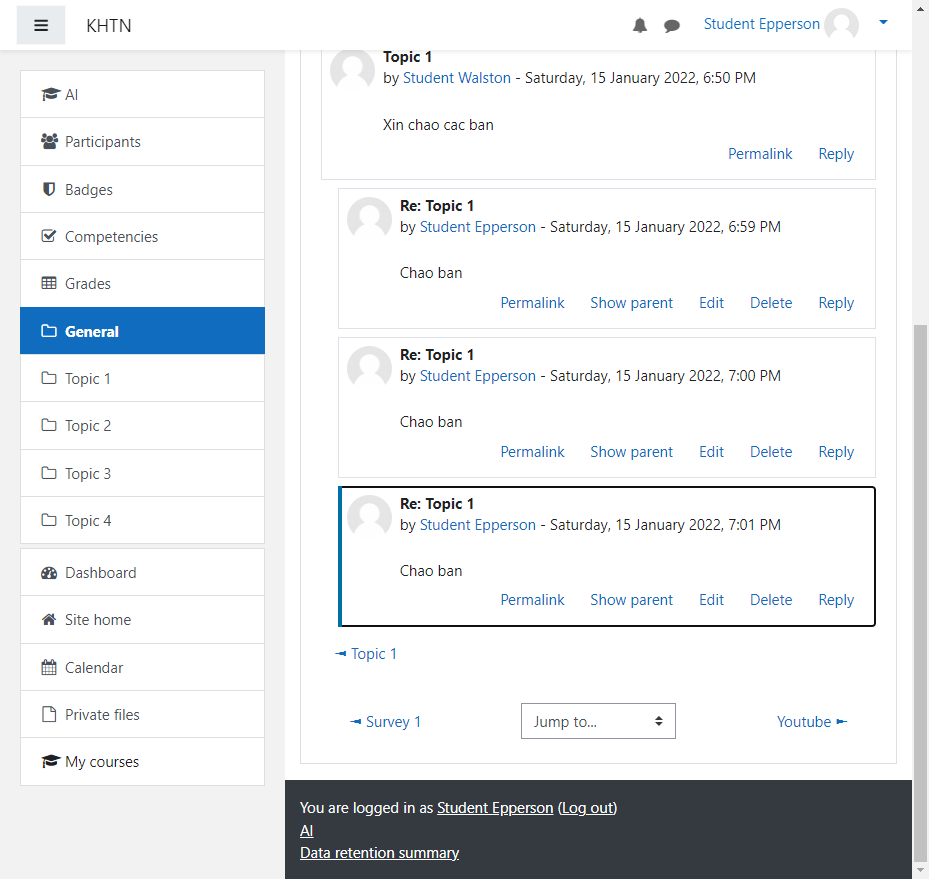 KHTN
Student Epperson
AI
Participants
Badges
Competencies
Grades
General
Topic 1
Topic 2
Topic 3
Topic 4
Dashboard
Site home
Calendar
Private files
My courses
Topic 1
by Student Walston - Saturday, 15 January 2022, 6:50 PM
Xin chao cac ban
Permalink Reply
Re: Topic 1
by Student Epperson - Saturday, 15 January 2022, 6:59 PM
Chao ban
Permalink Show parent Edit Delete Reply
Re: Topic 1
by Student Epperson - Saturday, 15 January 2022, 7:00 PM
Chao ban
Permalink Show parent Edit Delete Reply
Re: Topic 1
by Student Epperson - Saturday, 15 January 2022, 7:01 PM
Chao ban
Permalink Show parent Edit Delete Reply
◄ Topic 1
◄ Survey 1 Jump to... Youtube ►
You are logged in as Student Epperson (Log out)
AI
Data retention summary